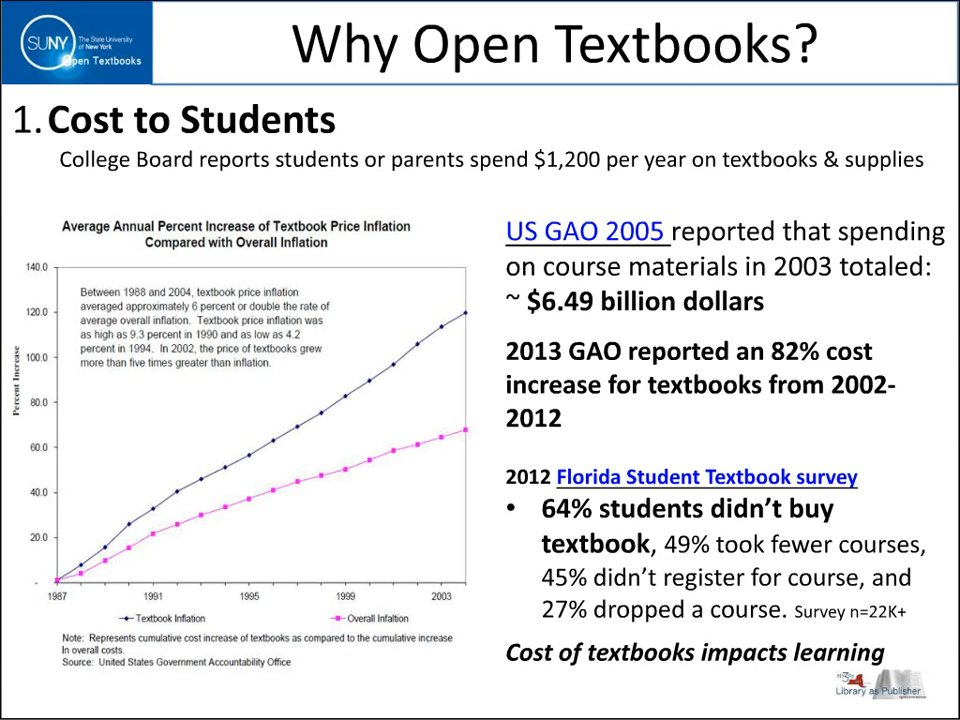 SUNY
The State University
of New York
Open Textbooks
Why Open Textbooks?
1. Cost to Students
College Board reports students or parents spend $1,200 per year on textbooks & supplies
Average Annual Percent Increase of Textbook Price Inflation
Compared with Overall Inflation
Percent Increase
140.0
120.0
100.0
80.0
60.0
40.0
20.0
-
Between 1988 and 2004, textbook price inflation
averaged approximately 6 percent or double the rate of
average overall inflation. Textbook price inflation was
as high as 9.3 percent in 1990 and as low as 4.2
percent in 1994. In 2002, the price of textbooks grew
more than five times greater than inflation.
1987 1991 1995 1999 2003
Textbook Inflation Overall Infaltion
Note: Represents cumulative cost increase of textbooks as compared to the cumulative increase
In overall costs.
Source: United States Government Accountability Office
US GAO 2005 reported that spending
on course materials in 2003 totaled:
~ $6.49 billion dollars
2013 GAO reported an 82% cost
increase for textbooks from 2002-
2012
2012 Florida Student Textbook survey
• 64% students didn’t buy
textbook, 49% took fewer courses,
45% didn’t register for course, and
27% dropped a course. Survey n=22K+
Cost of textbooks impacts learning
Library as Publisher